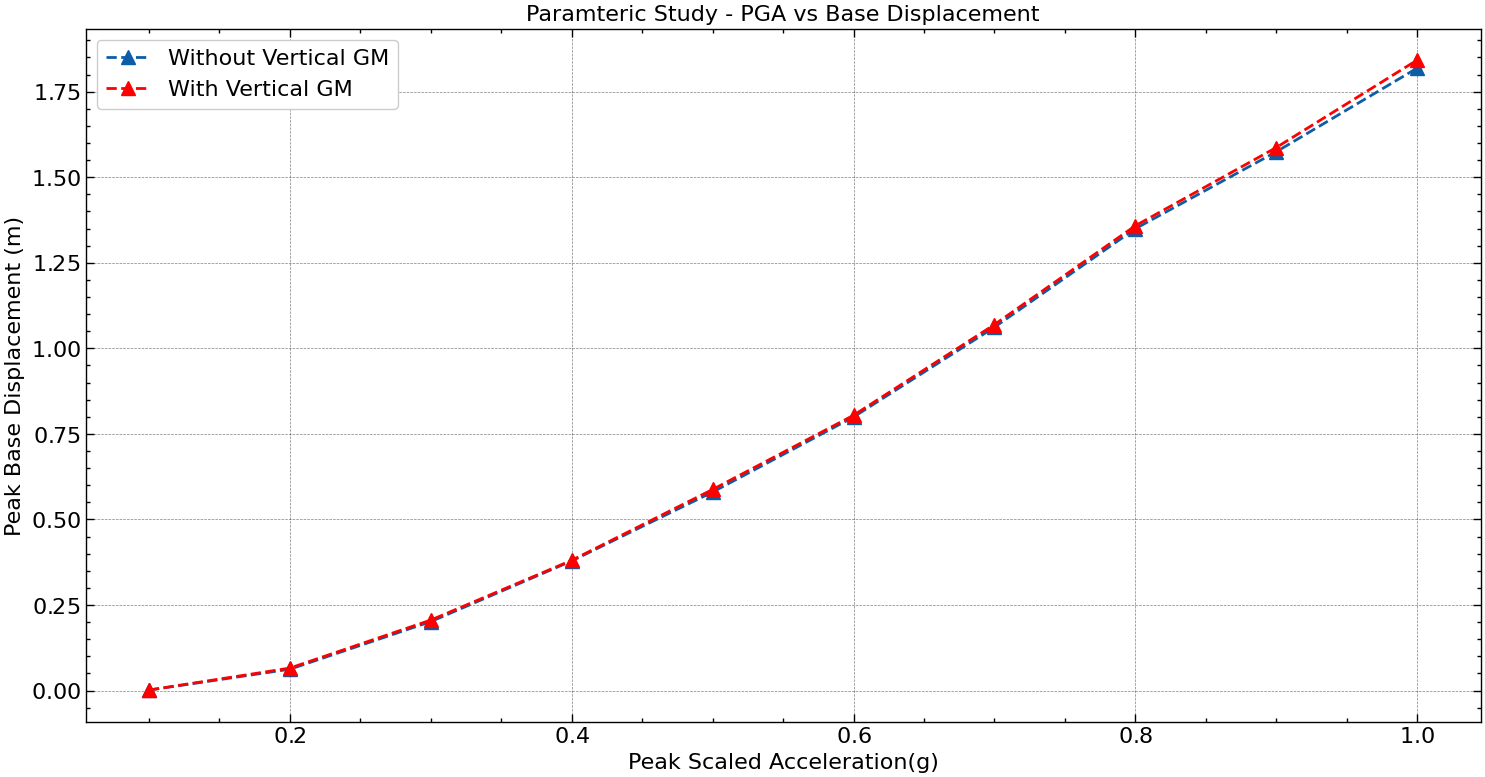 Paramteric Study - PGA vs Base Displacement
Without Vertical GM
With Vertical GM
Peak Base Displacement (m)
1.75
1.50
1.25
1.00
0.75
0.50
0.25
0.00
0.2 0.4 0.6 0.8 1.0
Peak Scaled Acceleration(g)